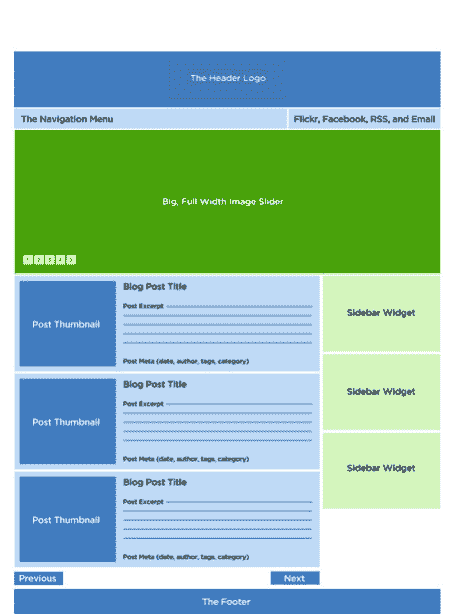 The Header Logo
The Navigation Menu
Flickr, Facebook, RSS, and Email
Big, Full Width Image Slider
Post Thumbnail
Blog Post Title
Post Excerpt
Post Meta (date, author, tags, category)
Sidebar Widget
Post Thumbnail
Blog Post Title
Post Excerpt
Post Meta (date, author, tags, category)
Sidebar Widget
Post Thumbnail
Blog Post Title
Post Excerpt
Post Meta (date, author, tags, category)
Sidebar Widget
Previous
Next
The Footer